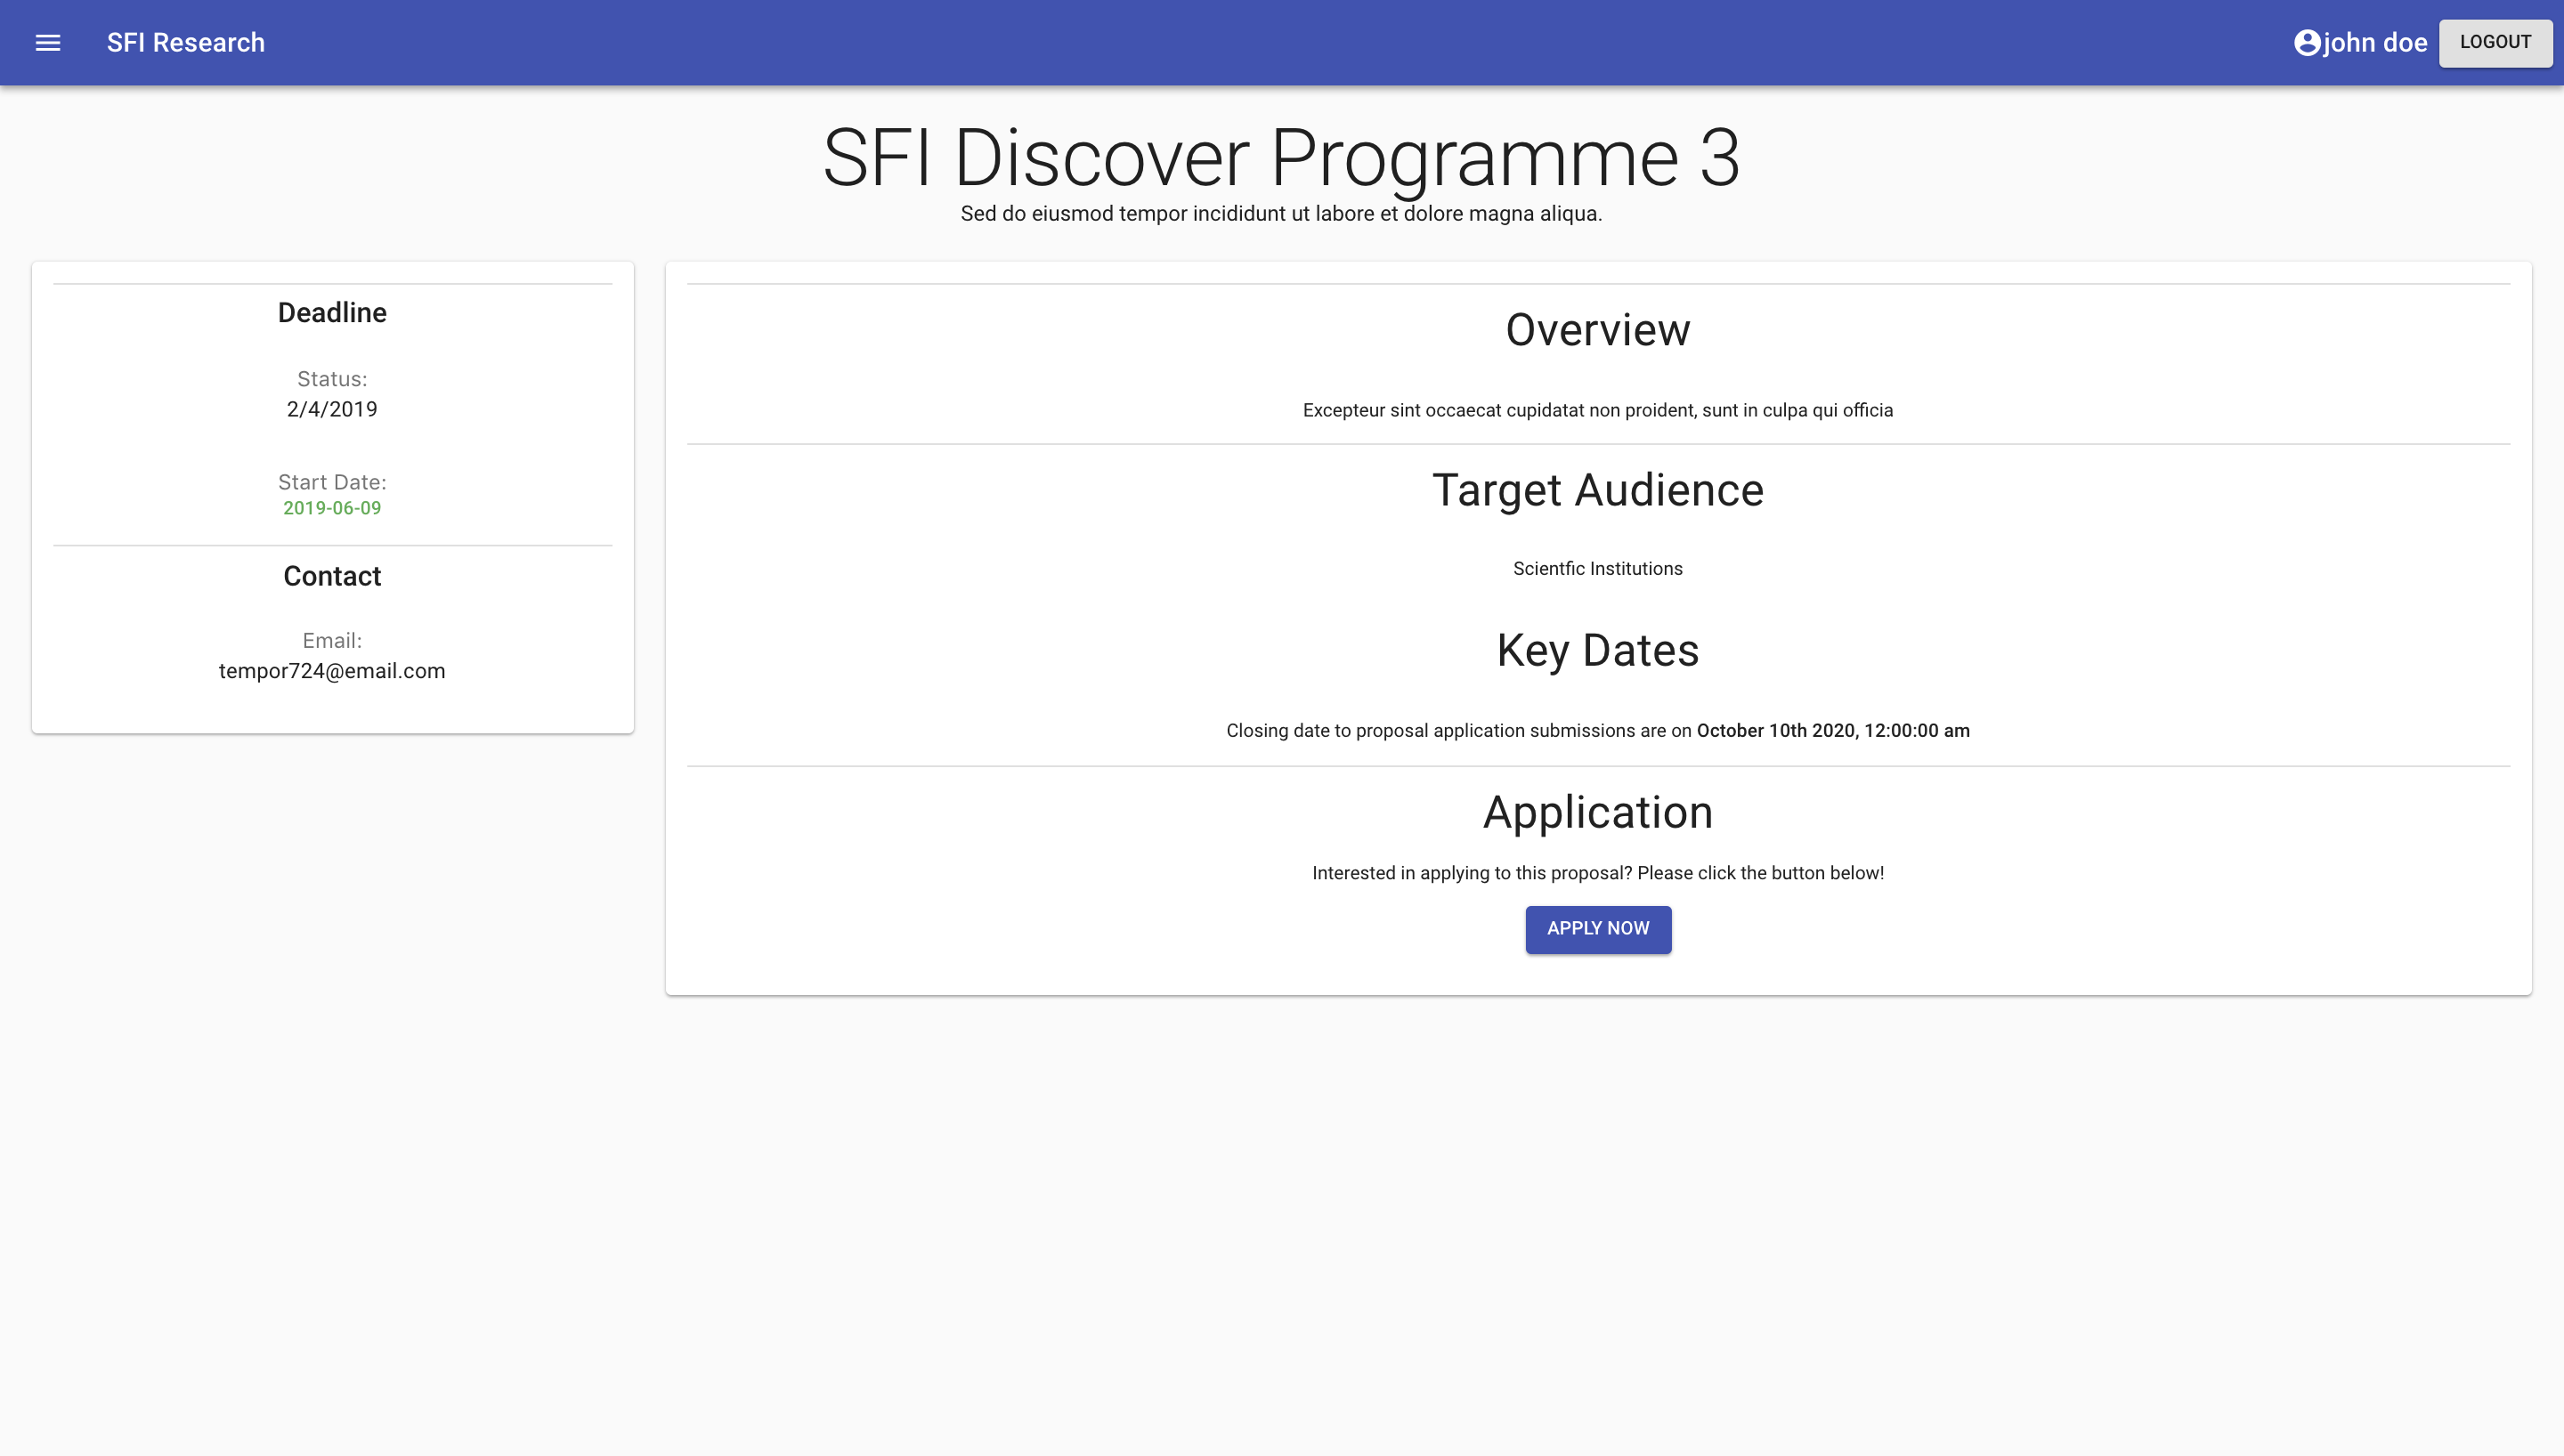 SFI Research
john doe
LOGOUT
SFI Discover Programme 3
Sed do eiusmod tempor incididunt ut labore et dolore magna aliqua.
Deadline
Status:
2/4/2019
Start Date:
2019-06-09
Contact
Email:
tempor724@email.com
Overview
Excepteur sint occaecat cupidatat non proident, sunt in culpa qui officia
Target Audience
Scientfic Institutions
Key Dates
Closing date to proposal application submissions are on October 10th 2020, 12:00:00 am
Application
Interested in applying to this proposal? Please click the button below!
APPLY NOW